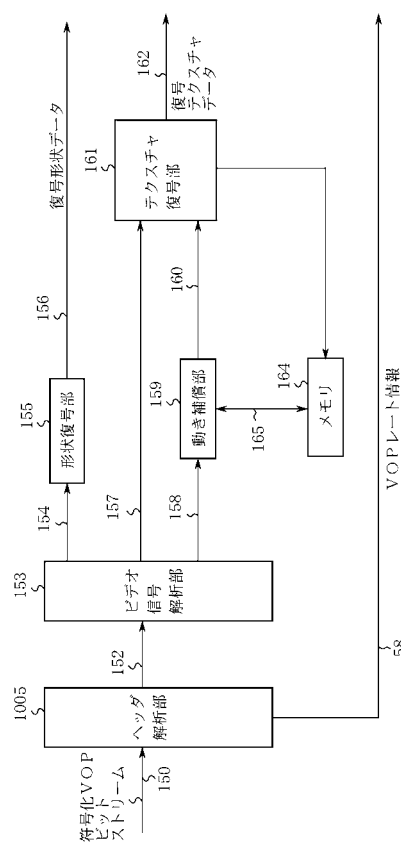 符号化VOP
ビット
ストリーム
150
1005
ヘッダ
解析部
152
153
ビデオ
信号
解析部
154
155
形状復号部
156
復号形状データ
157
158
159
動き補償部
160
161
テクスチャ
復号部
162
復号
テクスチャ
データ
164
メモリ
165
58
VOPレート情報